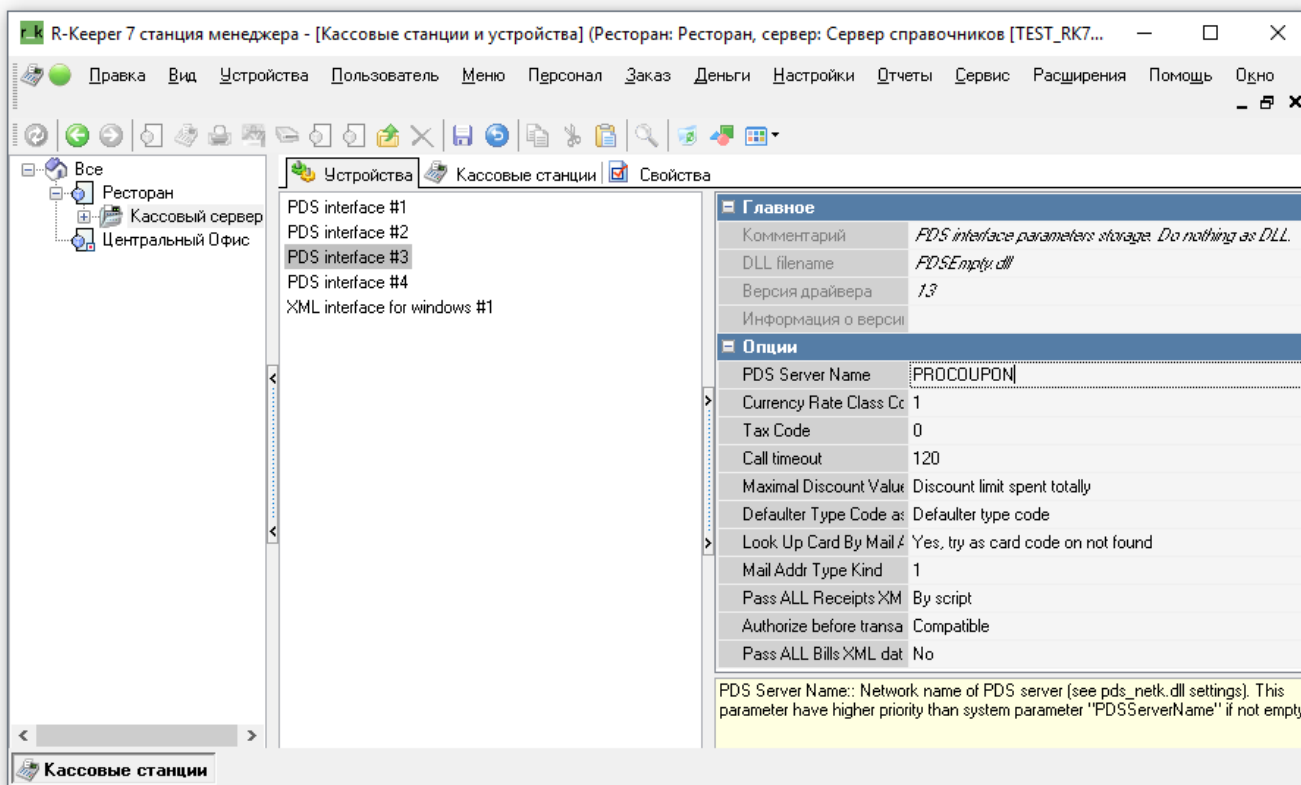 r_k R-Keeper 7 станция менеджера - [Кассовые станции и устройства] (Ресторан: Ресторан, сервер: Сервер справочников [TEST_RK7...
Правка Вид Устройства Пользователь Меню Персонал Заказ Деньги Настройки Отчеты Сервис Расширения Помощь Окно
Все
Ресторан
Кассовый сервер
Центральный Офис
Устройства Кассовые станции Свойства
PDS interface #1
PDS interface #2
PDS interface #3
PDS interface #4
XML interface for windows #1
Главное
Комментарий PDS interface parameters storage. Do nothing as DLL.
DLL filename PDSEmpty.dll
Версия драйвера 1.3
Информация о верси
Опции
PDS Server Name PROCOUPON
Currency Rate Class Co 1
Tax Code 0
Call timeout 120
Maximal Discount Value Discount limit spent totally
Defaulter Type Code as Defaulter type code
Look Up Card By Mail A Yes, try as card code on not found
Mail Addr Type Kind 1
Pass ALL Receipts XM By script
Authorize before transa Compatible
Pass ALL Bills XML dat No
PDS Server Name:: Network name of PDS server (see pds_netk.dll settings). This
parameter have higher priority than system parameter "PDSServerName" if not empty
Кассовые станции